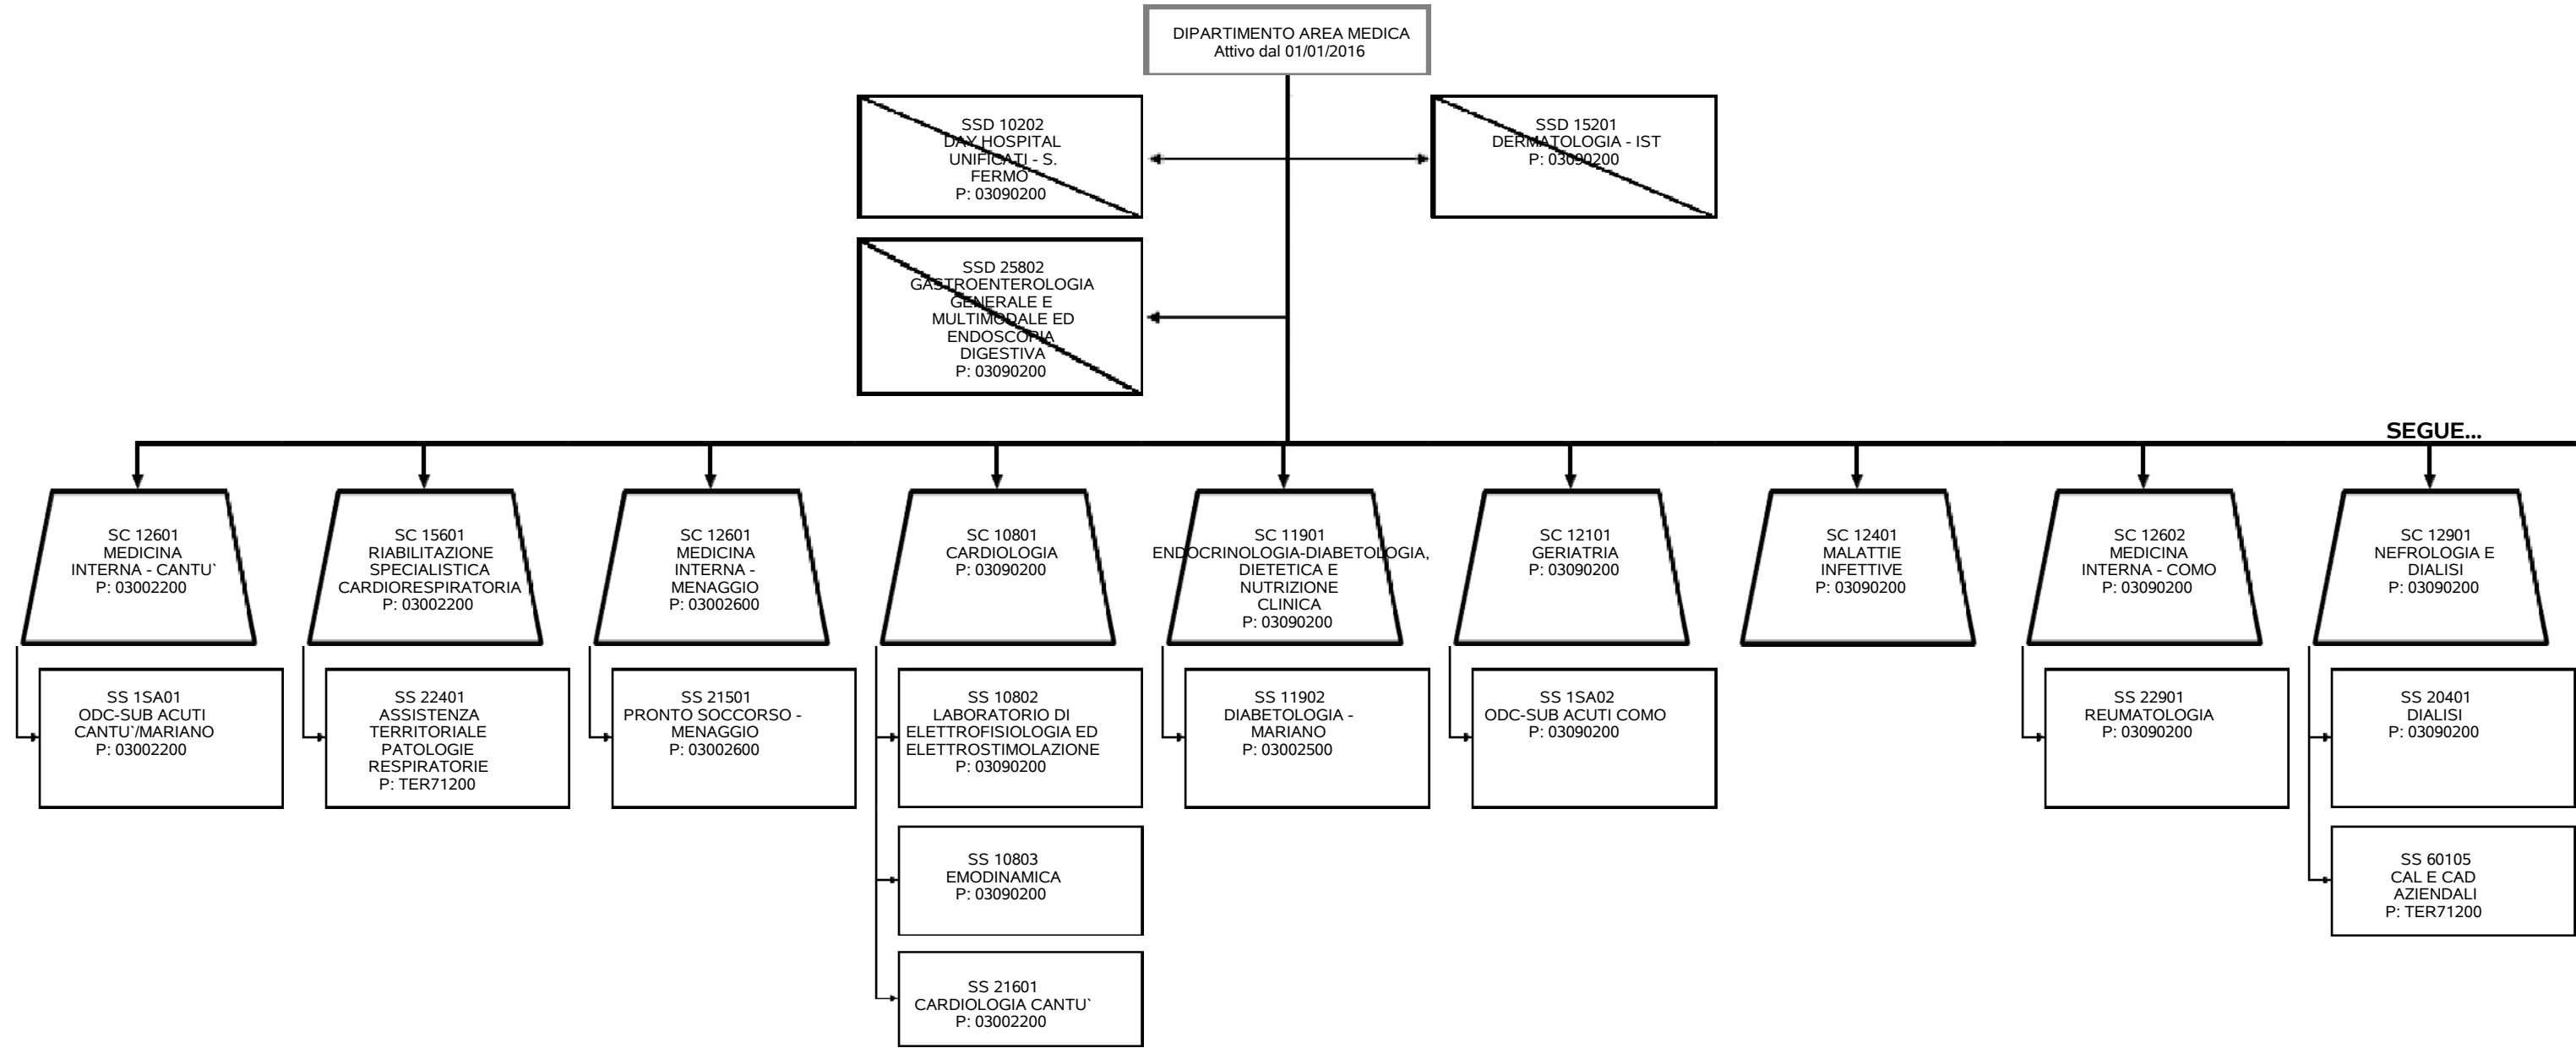 DIPARTIMENTO AREA MEDICA
Attivo dal 01/01/2016
SSD 10202
DAY HOSPITAL
UNIFICATI - S.
FERMO
P: 03090200
SSD 15201
DERMATOLOGIA - IST
P: 03090200
SSD 25802
GASTROENTEROLOGIA
GENERALE E
MULTIMODALE ED
ENDOSCOPIA
DIGESTIVA
P: 03090200
SEGUE...
SC 12601
MEDICINA
INTERNA - CANTU`
P: 03002200
SC 15601
RIABILITAZIONE
SPECIALISTICA
CARDIORESPIRATORIA
P: 03002200
SC 12601
MEDICINA
INTERNA -
MENAGGIO
P: 03002600
SC 10801
CARDIOLOGIA
P: 03090200
SC 11901
ENDOCRINOLOGIA-DIABETOLOGIA,
DIETETICA E
NUTRIZIONE
CLINICA
P: 03090200
SC 12101
GERIATRIA
P: 03090200
SC 12401
MALATTIE
INFETTIVE
P: 03090200
SC 12602
MEDICINA
INTERNA - COMO
P: 03090200
SC 12901
NEFROLOGIA E
DIALISI
P: 03090200
SS 1SA01
ODC-SUB ACUTI
CANTU`/MARIANO
P: 03002200
SS 22401
ASSISTENZA
TERRITORIALE
PATOLOGIE
RESPIRATORIE
P: TER71200
SS 21501
PRONTO SOCCORSO -
MENAGGIO
P: 03002600
SS 10802
LABORATORIO DI
ELETTROFISIOLOGIA ED
ELETTROSTIMOLAZIONE
P: 03090200
SS 11902
DIABETOLOGIA -
MARIANO
P: 03002500
SS 1SA02
ODC-SUB ACUTI COMO
P: 03090200
SS 22901
REUMATOLOGIA
P: 03090200
SS 20401
DIALISI
P: 03090200
SS 10803
EMODINAMICA
P: 03090200
SS 60105
CAL E CAD
AZIENDALI
P: TER71200
SS 21601
CARDIOLOGIA CANTU`
P: 03002200